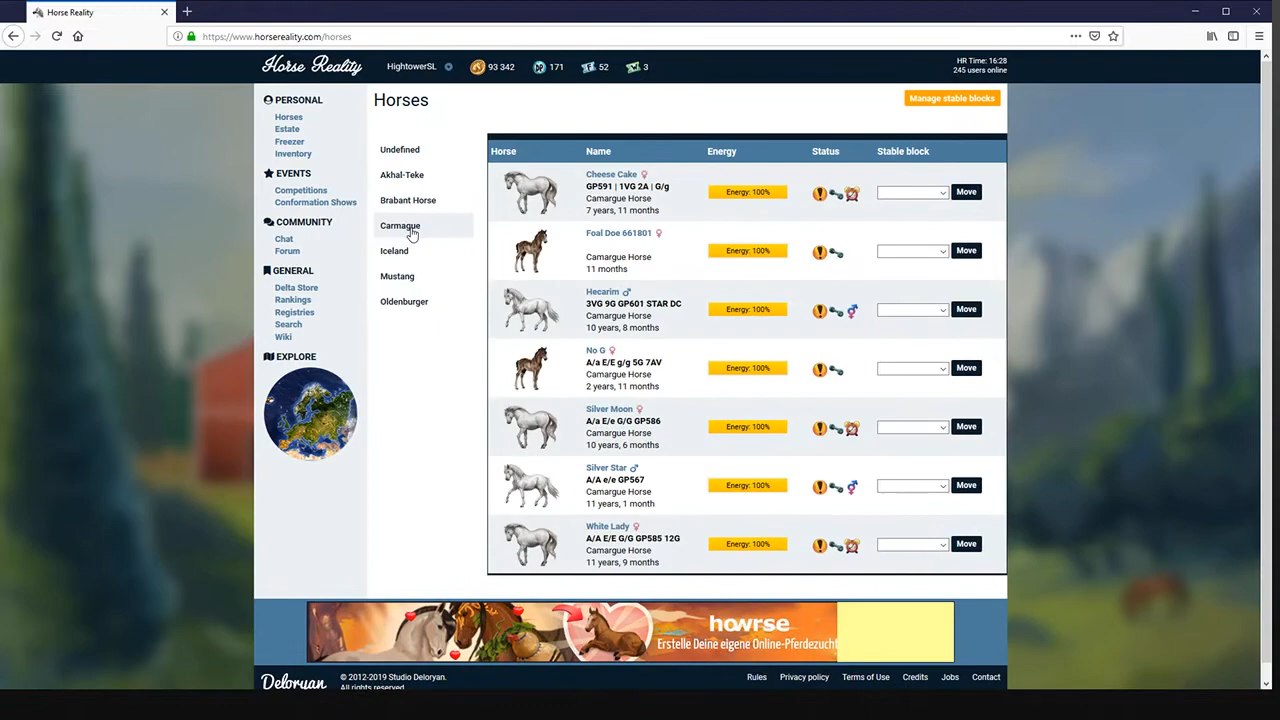 Horse Reality
https://www.horsereality.com/horses
Horse Reality
HightowerSL
93 342
171
52
3
HR Time: 16:28
245 users online
PERSONAL
Horses
Estate
Freezer
Inventory
EVENTS
Competitions
Conformation Shows
COMMUNITY
Chat
Forum
GENERAL
Delta Store
Rankings
Registries
Search
Wiki
EXPLORE
Horses
Manage stable blocks
Undefined
Akhal-Teke
Brabant Horse
Carmague
Iceland
Mustang
Oldenburger
Horse Name Energy Status Stable block
Cheese Cake
GP591 | 1VG 2A | G/g
Camargue Horse
7 years, 11 months
Energy: 100%
Move
Foal Doe 661801
Camargue Horse
11 months
Energy: 100%
Move
Hecarim
3VG 9G GP601 STAR DC
Camargue Horse
10 years, 8 months
Energy: 100%
Move
No G
A/a E/E g/g 5G 7AV
Camargue Horse
2 years, 11 months
Energy: 100%
Move
Silver Moon
A/a E/e G/G GP586
Camargue Horse
10 years, 6 months
Energy: 100%
Move
Silver Star
A/A e/e GP567
Camargue Horse
11 years, 1 month
Energy: 100%
Move
White Lady
A/A E/E G/G GP585 12G
Camargue Horse
11 years, 9 months
Energy: 100%
Move
howrse
Erstelle Deine eigene Online-Pferdezucht
Deloryan
© 2012-2019 Studio Deloryan.
All rights reserved.
Rules Privacy policy Terms of Use Credits Jobs Contact